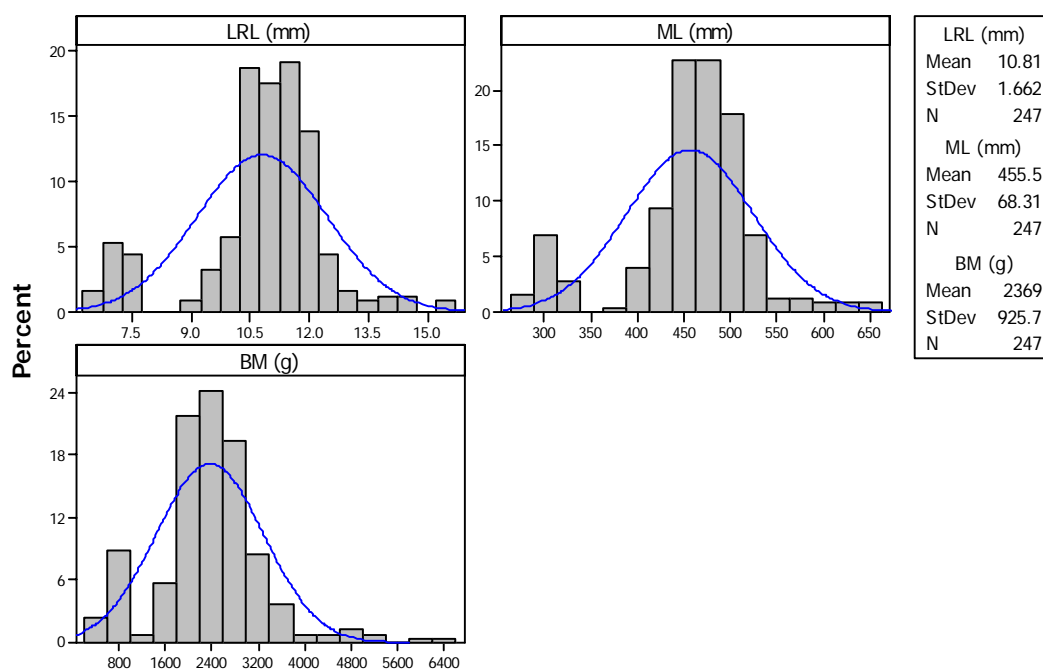 LRL (mm)
20
15
10
5
0
7.5 9.0 10.5 12.0 13.5 15.0
ML (mm)
20
15
10
5
0
300 350 400 450 500 550 600 650
BM (g)
24
18
12
6
0
800 1600 2400 3200 4000 4800 5600 6400
Percent
LRL (mm)
Mean 10.81
StDev 1.662
N 247
ML (mm)
Mean 455.5
StDev 68.31
N 247
BM (g)
Mean 2369
StDev 925.7
N 247